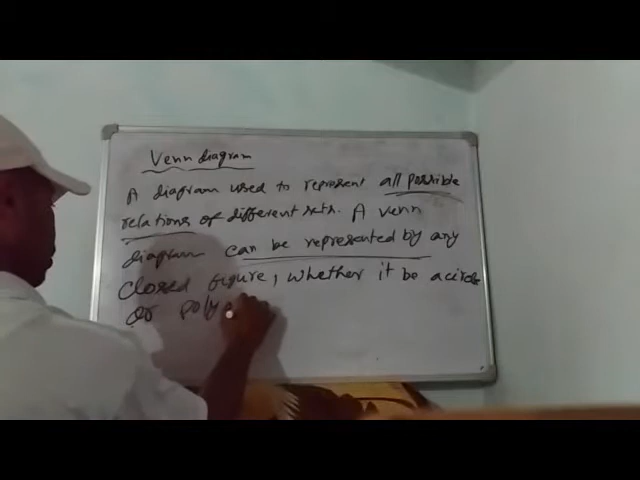 Venn diagram
A diagram used to represent all possible
relations of different sets. A venn
diagram can be represented by any
closed figure, whether it be a circle
or poly